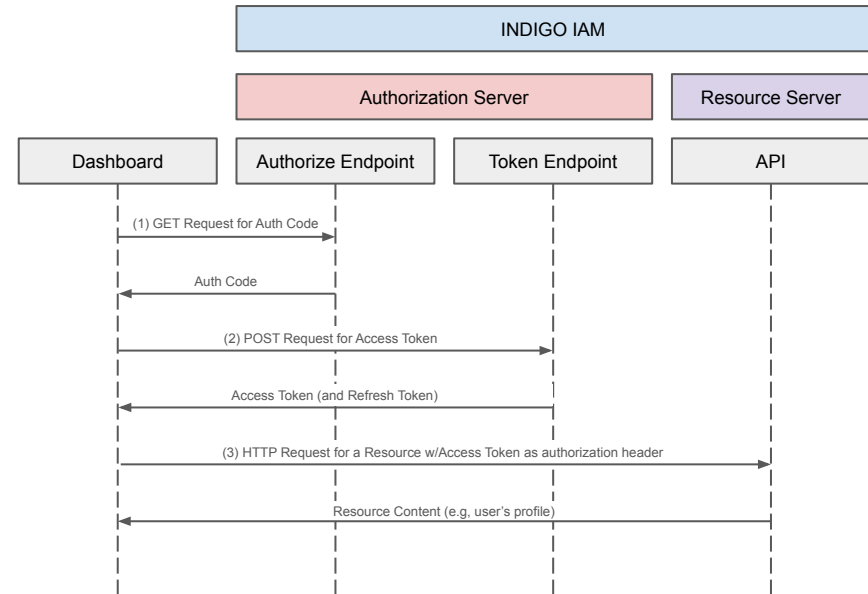 INDIGO IAM
Authorization Server
Resource Server
Dashboard
Authorize Endpoint
Token Endpoint
API
(1) GET Request for Auth Code
Auth Code
(2) POST Request for Access Token
Access Token (and Refresh Token)
(3) HTTP Request for a Resource w/Access Token as authorization header
Resource Content (e.g, user's profile)